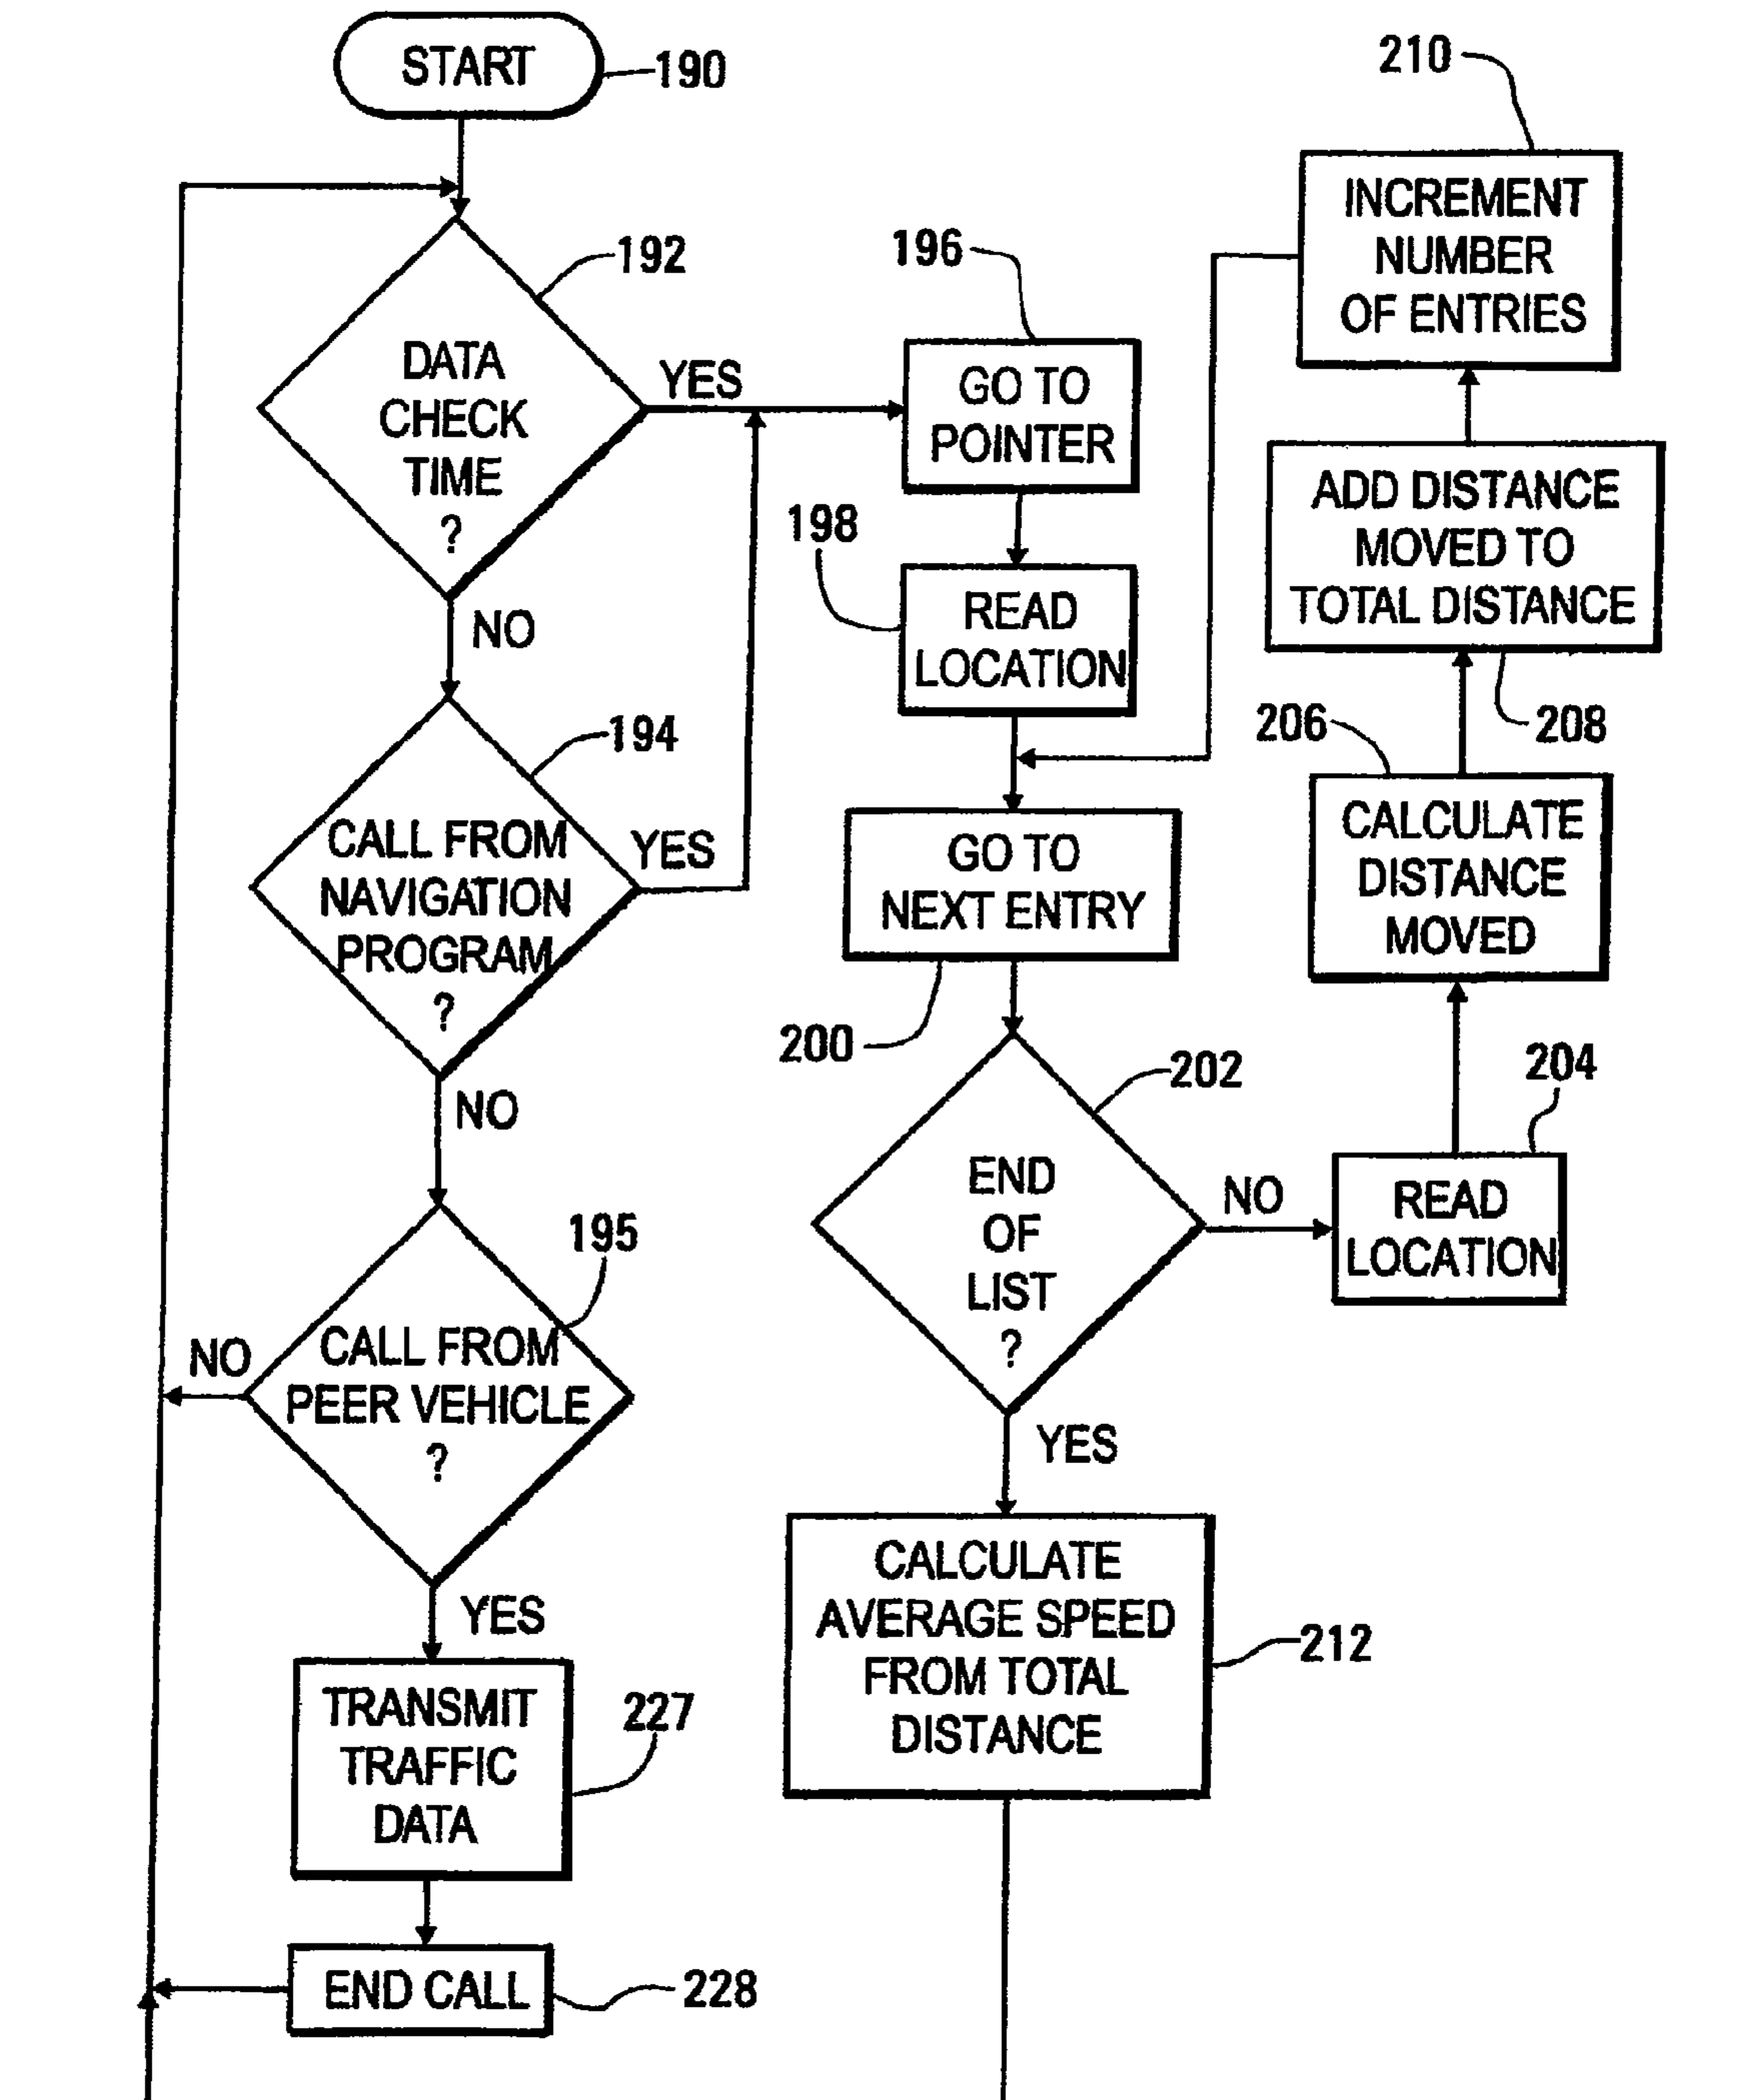 START
190
192
DATA
CHECK
TIME
?
YES
NO
194
CALL FROM
NAVIGATION
PROGRAM
?
YES
NO
195
CALL FROM
PEER VEHICLE
?
NO
YES
TRANSMIT
TRAFFIC
DATA
227
END CALL
228
196
GO TO
POINTER
198
READ
LOCATION
GO TO
NEXT ENTRY
200
202
END
OF
LIST
?
NO
YES
204
READ
LOCATION
206
CALCULATE
DISTANCE
MOVED
208
ADD DISTANCE
MOVED TO
TOTAL DISTANCE
210
INCREMENT
NUMBER
OF ENTRIES
CALCULATE
AVERAGE SPEED
FROM TOTAL
DISTANCE
212